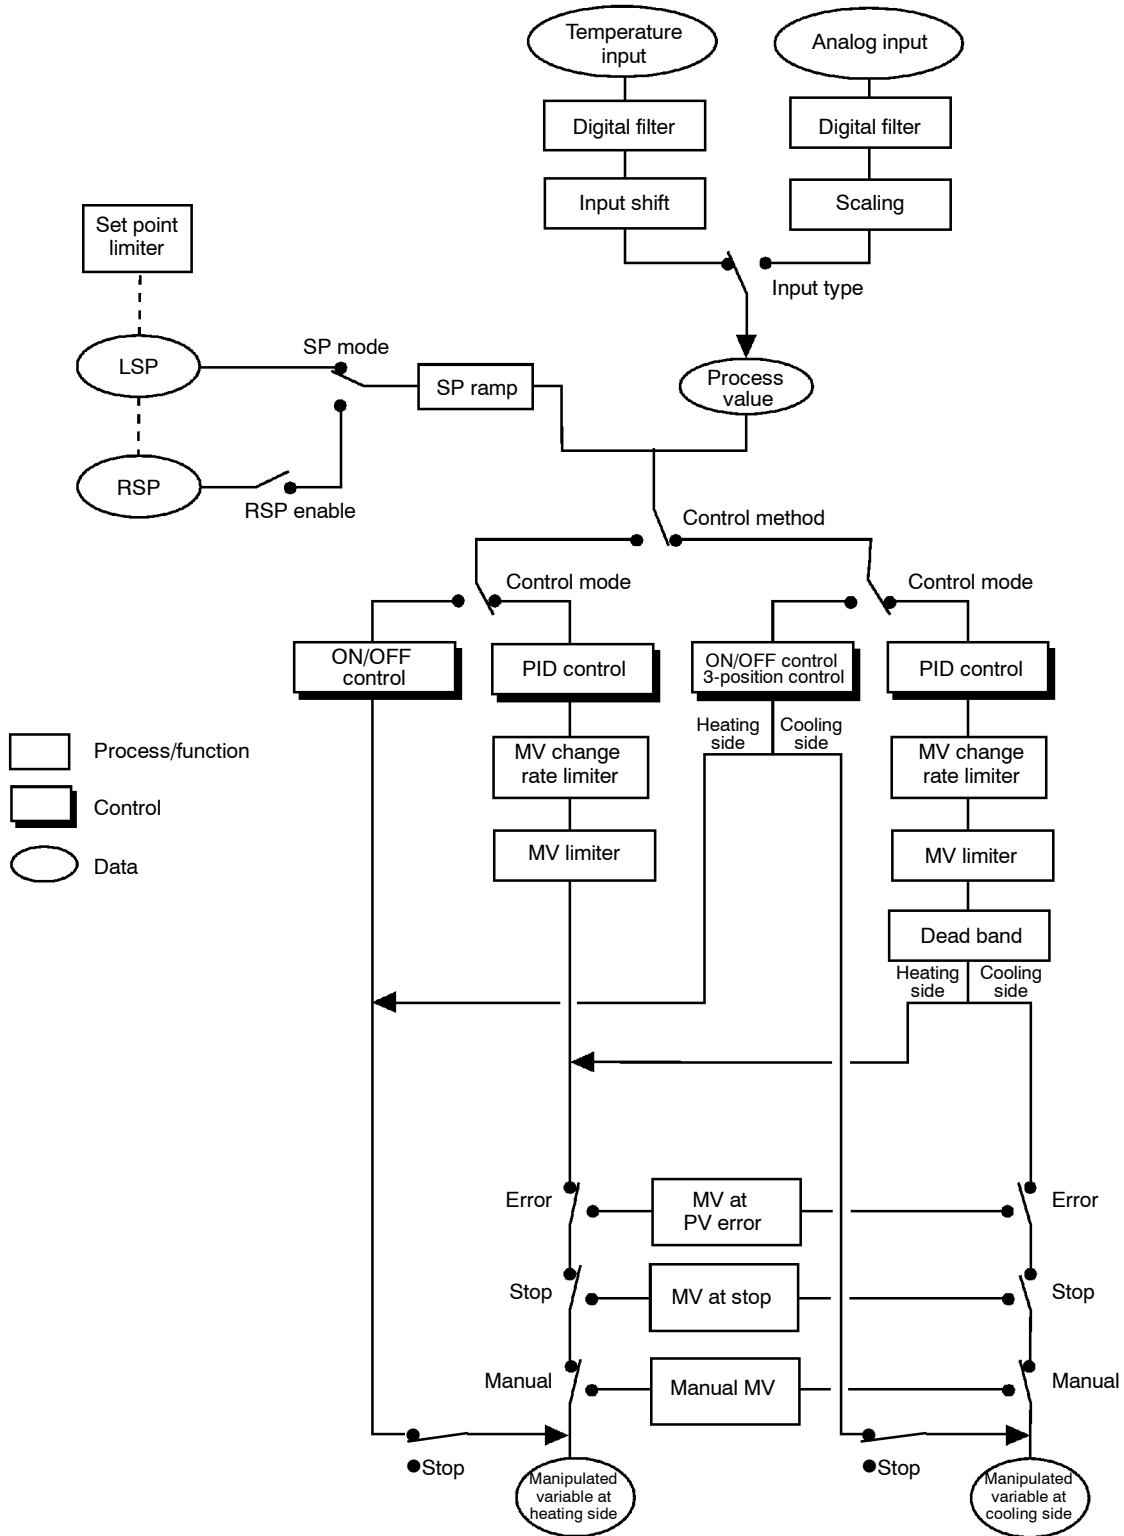 Temperature
input
Analog input
Digital filter
Digital filter
Input shift
Scaling
Set point
limiter
Input type
SP mode
LSP
SP ramp
Process
value
RSP
RSP enable
Control method
Control mode
Control mode
ON/OFF
control
PID control
ON/OFF control
3-position control
PID control
Heating
side
Cooling
side
Process/function
Control
Data
MV change
rate limiter
MV change
rate limiter
MV limiter
MV limiter
Dead band
Heating
side
Cooling
side
Error
MV at
PV error
Error
Stop
MV at stop
Stop
Manual
Manual MV
Manual
Stop
Stop
Manipulated
variable at
heating side
Manipulated
variable at
cooling side